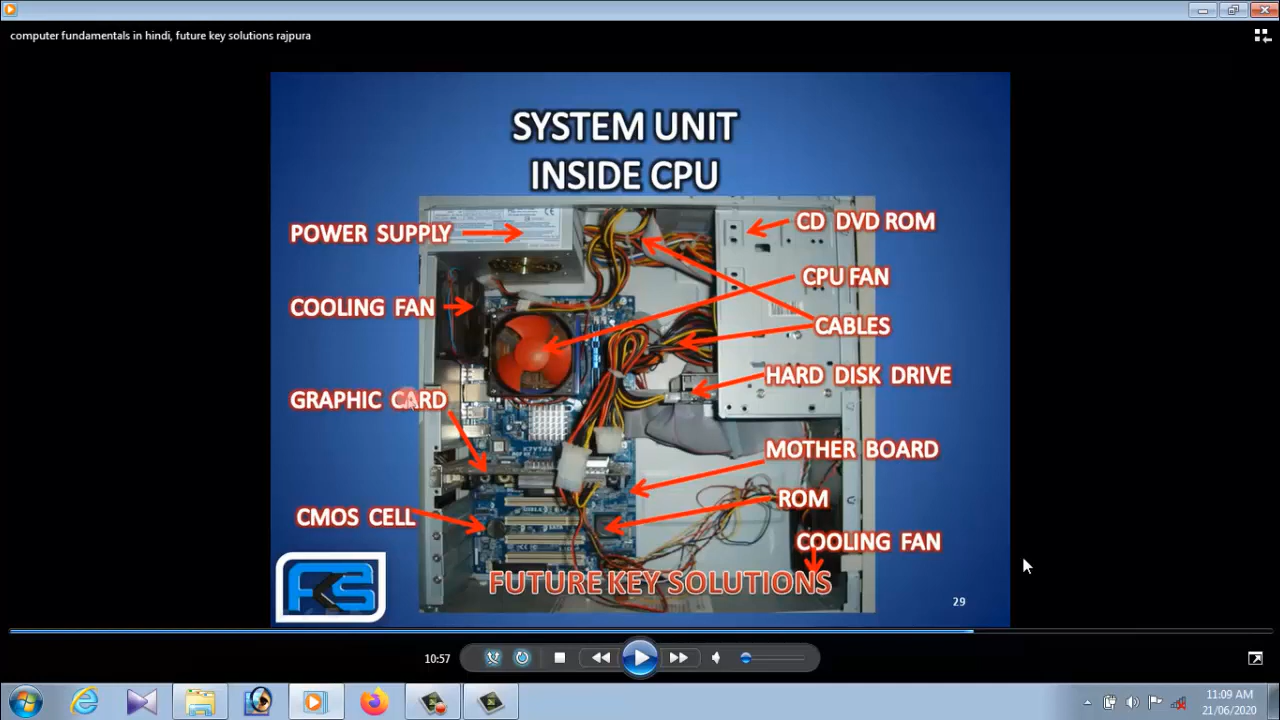 computer fundamentals in hindi, future key solutions rajpura
SYSTEM UNIT
INSIDE CPU
POWER SUPPLY
CD DVD ROM
CPU FAN
COOLING FAN
CABLES
HARD DISK DRIVE
GRAPHIC CARD
MOTHER BOARD
ROM
CMOS CELL
COOLING FAN
FKS
FUTURE KEY SOLUTIONS
29
10:57
11:09 AM
21/06/2020